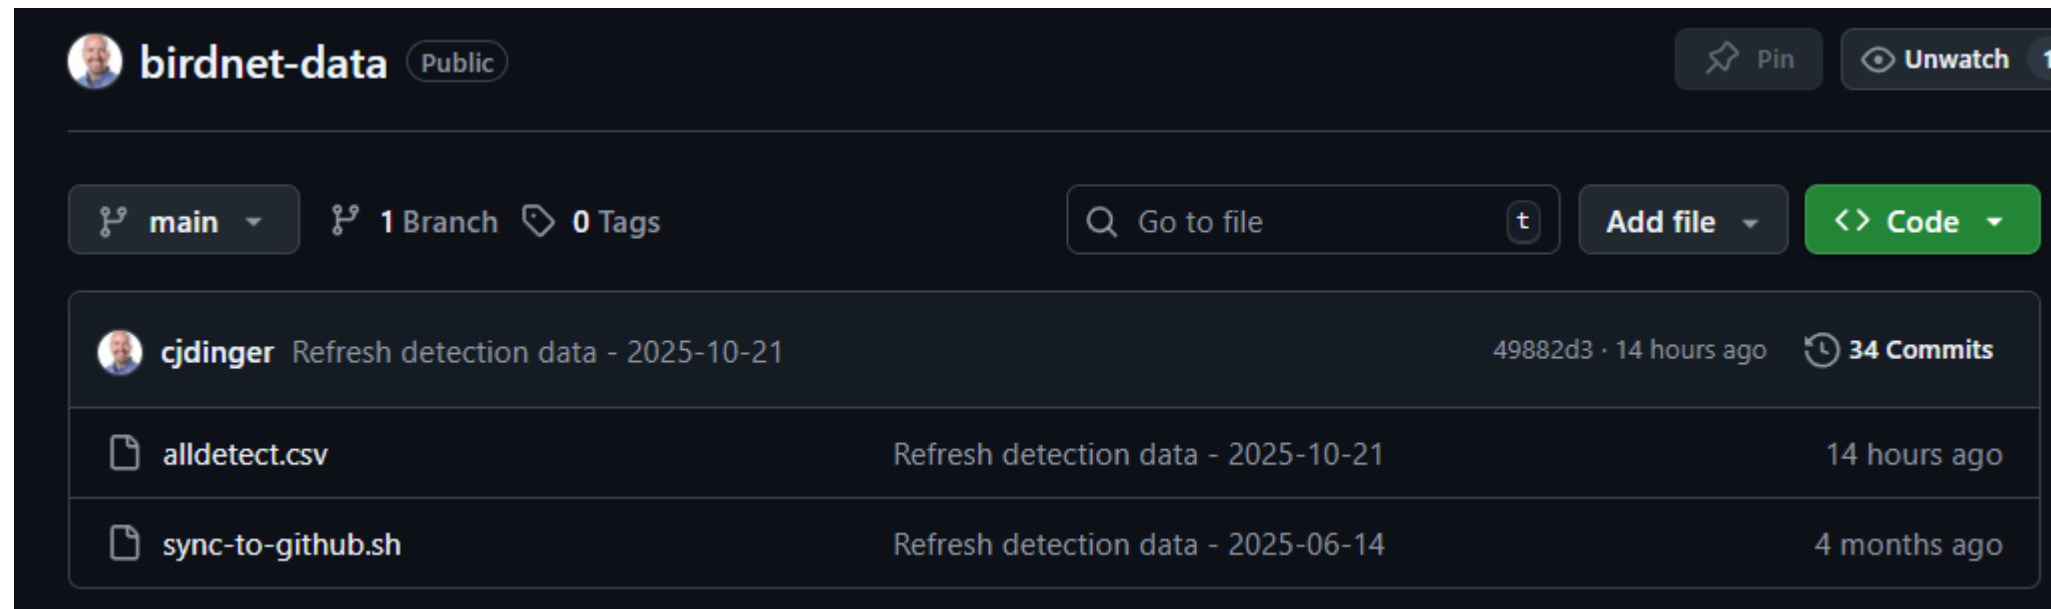 birdnet-data Public Pin Unwatch 1
main 1 Branch 0 Tags Go to file t Add file Code
cjdinger Refresh detection data - 2025-10-21 49882d3 · 14 hours ago 34 Commits
alldetect.csv Refresh detection data - 2025-10-21 14 hours ago
sync-to-github.sh Refresh detection data - 2025-06-14 4 months ago